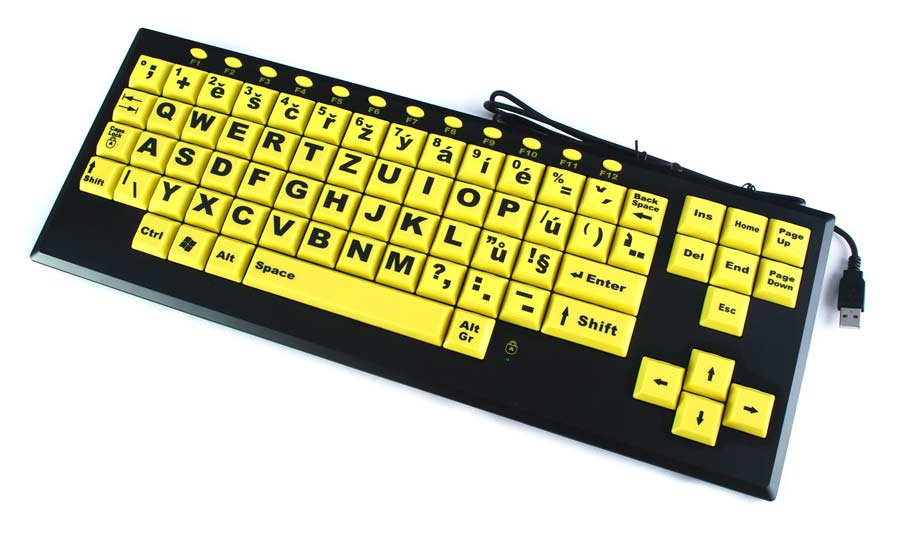 F1 F2 F3 F4 F5 F6 F7 F8 F9 F10 F11 F12
° ; 1 + 2 ě 3 š 4 č 5 ř 6 ž 7 ý 8 á 9 í 0 é % = ˇ ´ Back Space Ins Home Page Up
Q W E R T Z U I O P / ú ( ) Del End Page Down
Caps Lock A A S D F G H J K L " ů ! § Enter Esc
Shift | \ Y X C V B N M ? , : . _ - Shift
Ctrl Alt Space Alt Gr A